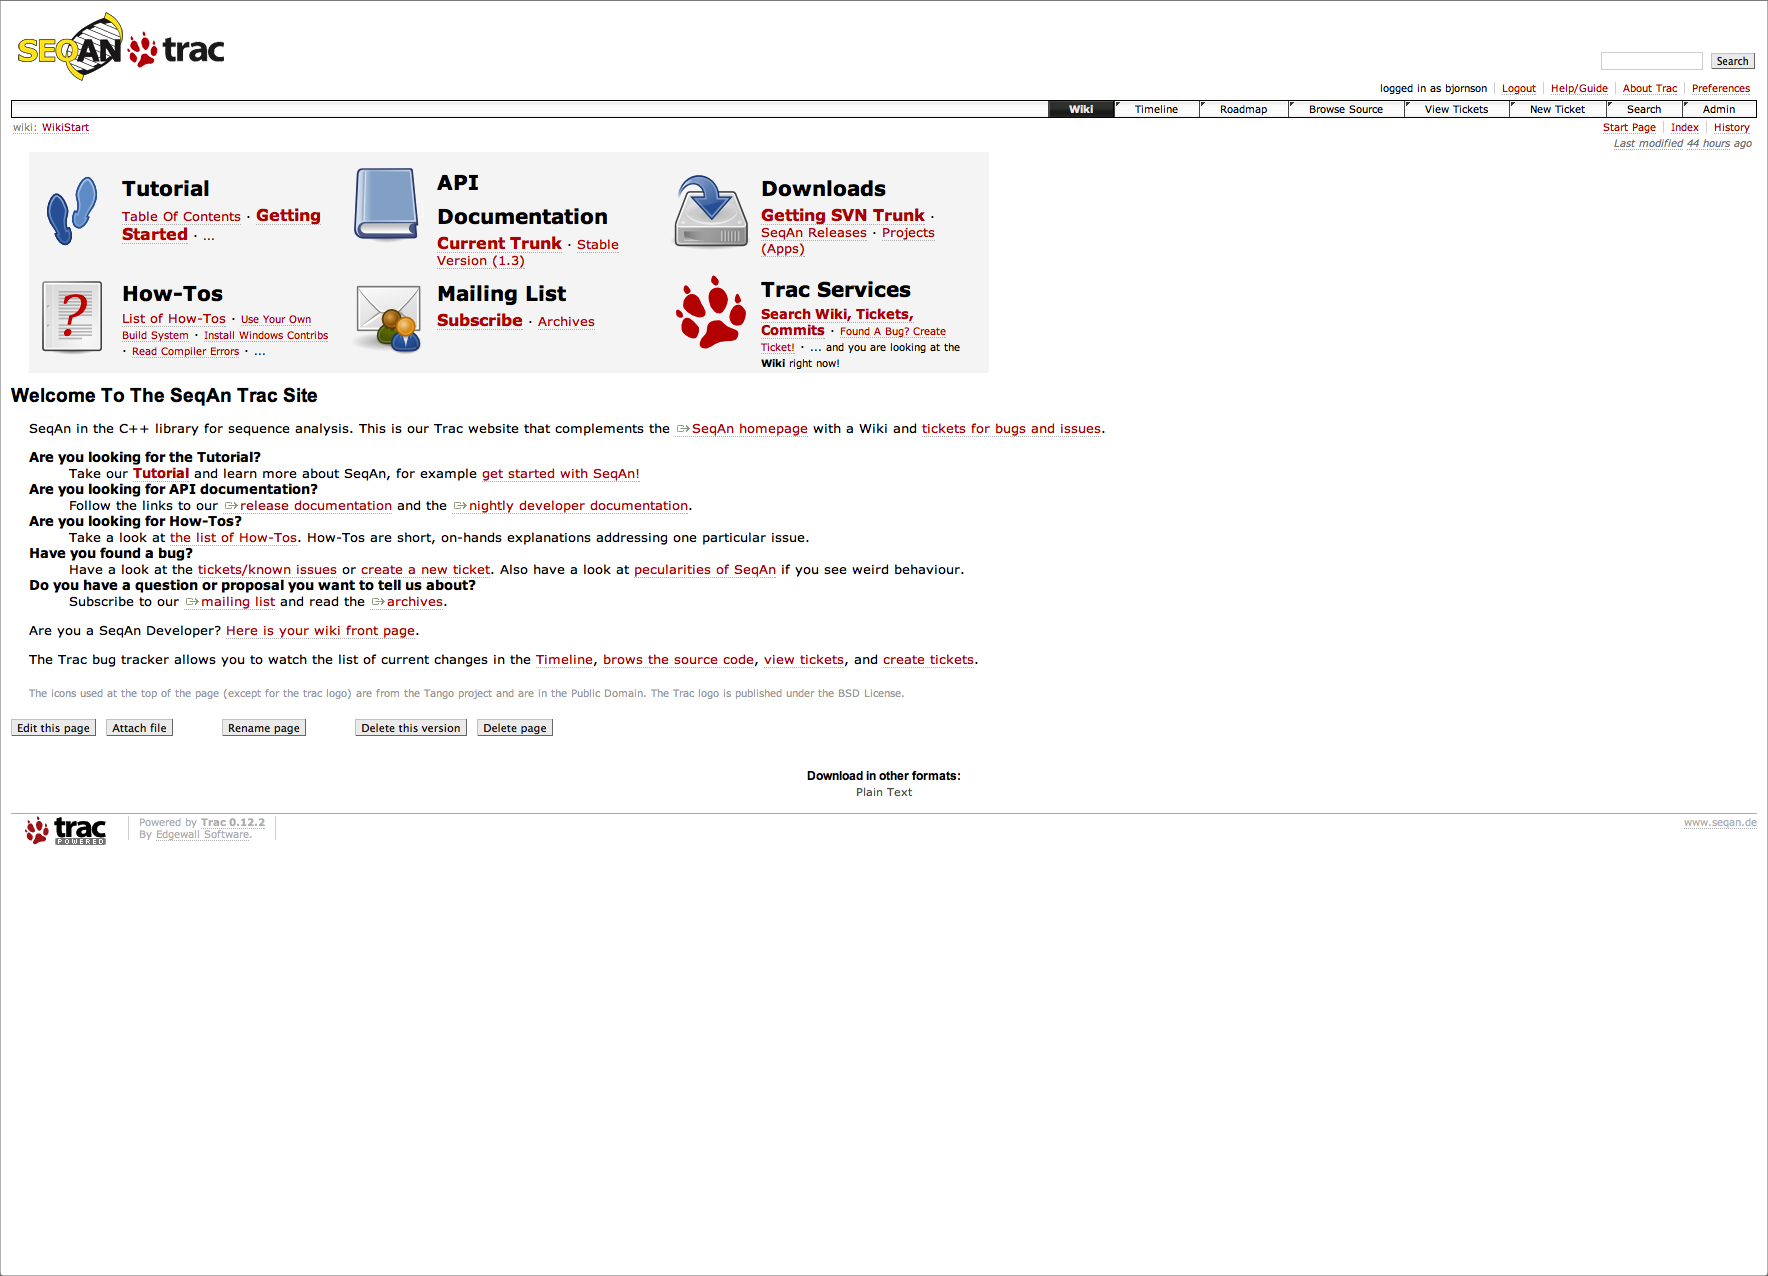 SEQAN trac
Search
logged in as bjornson Logout Help/Guide About Trac Preferences
Wiki Timeline Roadmap Browse Source View Tickets New Ticket Search Admin
wiki: WikiStart
Start Page Index History
Last modified 44 hours ago
Tutorial
Table Of Contents · Getting
Started · ...
API
Documentation
Current Trunk · Stable
Version (1.3)
Downloads
Getting SVN Trunk ·
SeqAn Releases · Projects
(Apps)
How-Tos
List of How-Tos · Use Your Own
Build System · Install Windows Contribs
· Read Compiler Errors · ...
Mailing List
Subscribe · Archives
Trac Services
Search Wiki, Tickets,
Commits · Found A Bug? Create
Ticket! · ... and you are looking at the
Wiki right now!
Welcome To The SeqAn Trac Site
SeqAn in the C++ library for sequence analysis. This is our Trac website that complements the SeqAn homepage with a Wiki and tickets for bugs and issues.
Are you looking for the Tutorial?
Take our Tutorial and learn more about SeqAn, for example get started with SeqAn!
Are you looking for API documentation?
Follow the links to our release documentation and the nightly developer documentation.
Are you looking for How-Tos?
Take a look at the list of How-Tos. How-Tos are short, on-hands explanations addressing one particular issue.
Have you found a bug?
Have a look at the tickets/known issues or create a new ticket. Also have a look at pecularities of SeqAn if you see weird behaviour.
Do you have a question or proposal you want to tell us about?
Subscribe to our mailing list and read the archives.
Are you a SeqAn Developer? Here is your wiki front page.
The Trac bug tracker allows you to watch the list of current changes in the Timeline, brows the source code, view tickets, and create tickets.
The icons used at the top of the page (except for the trac logo) are from the Tango project and are in the Public Domain. The Trac logo is published under the BSD License.
Edit this page Attach file Rename page Delete this version Delete page
Download in other formats:
Plain Text
trac
POWERED
Powered by Trac 0.12.2
By Edgewall Software.
www.seqan.de